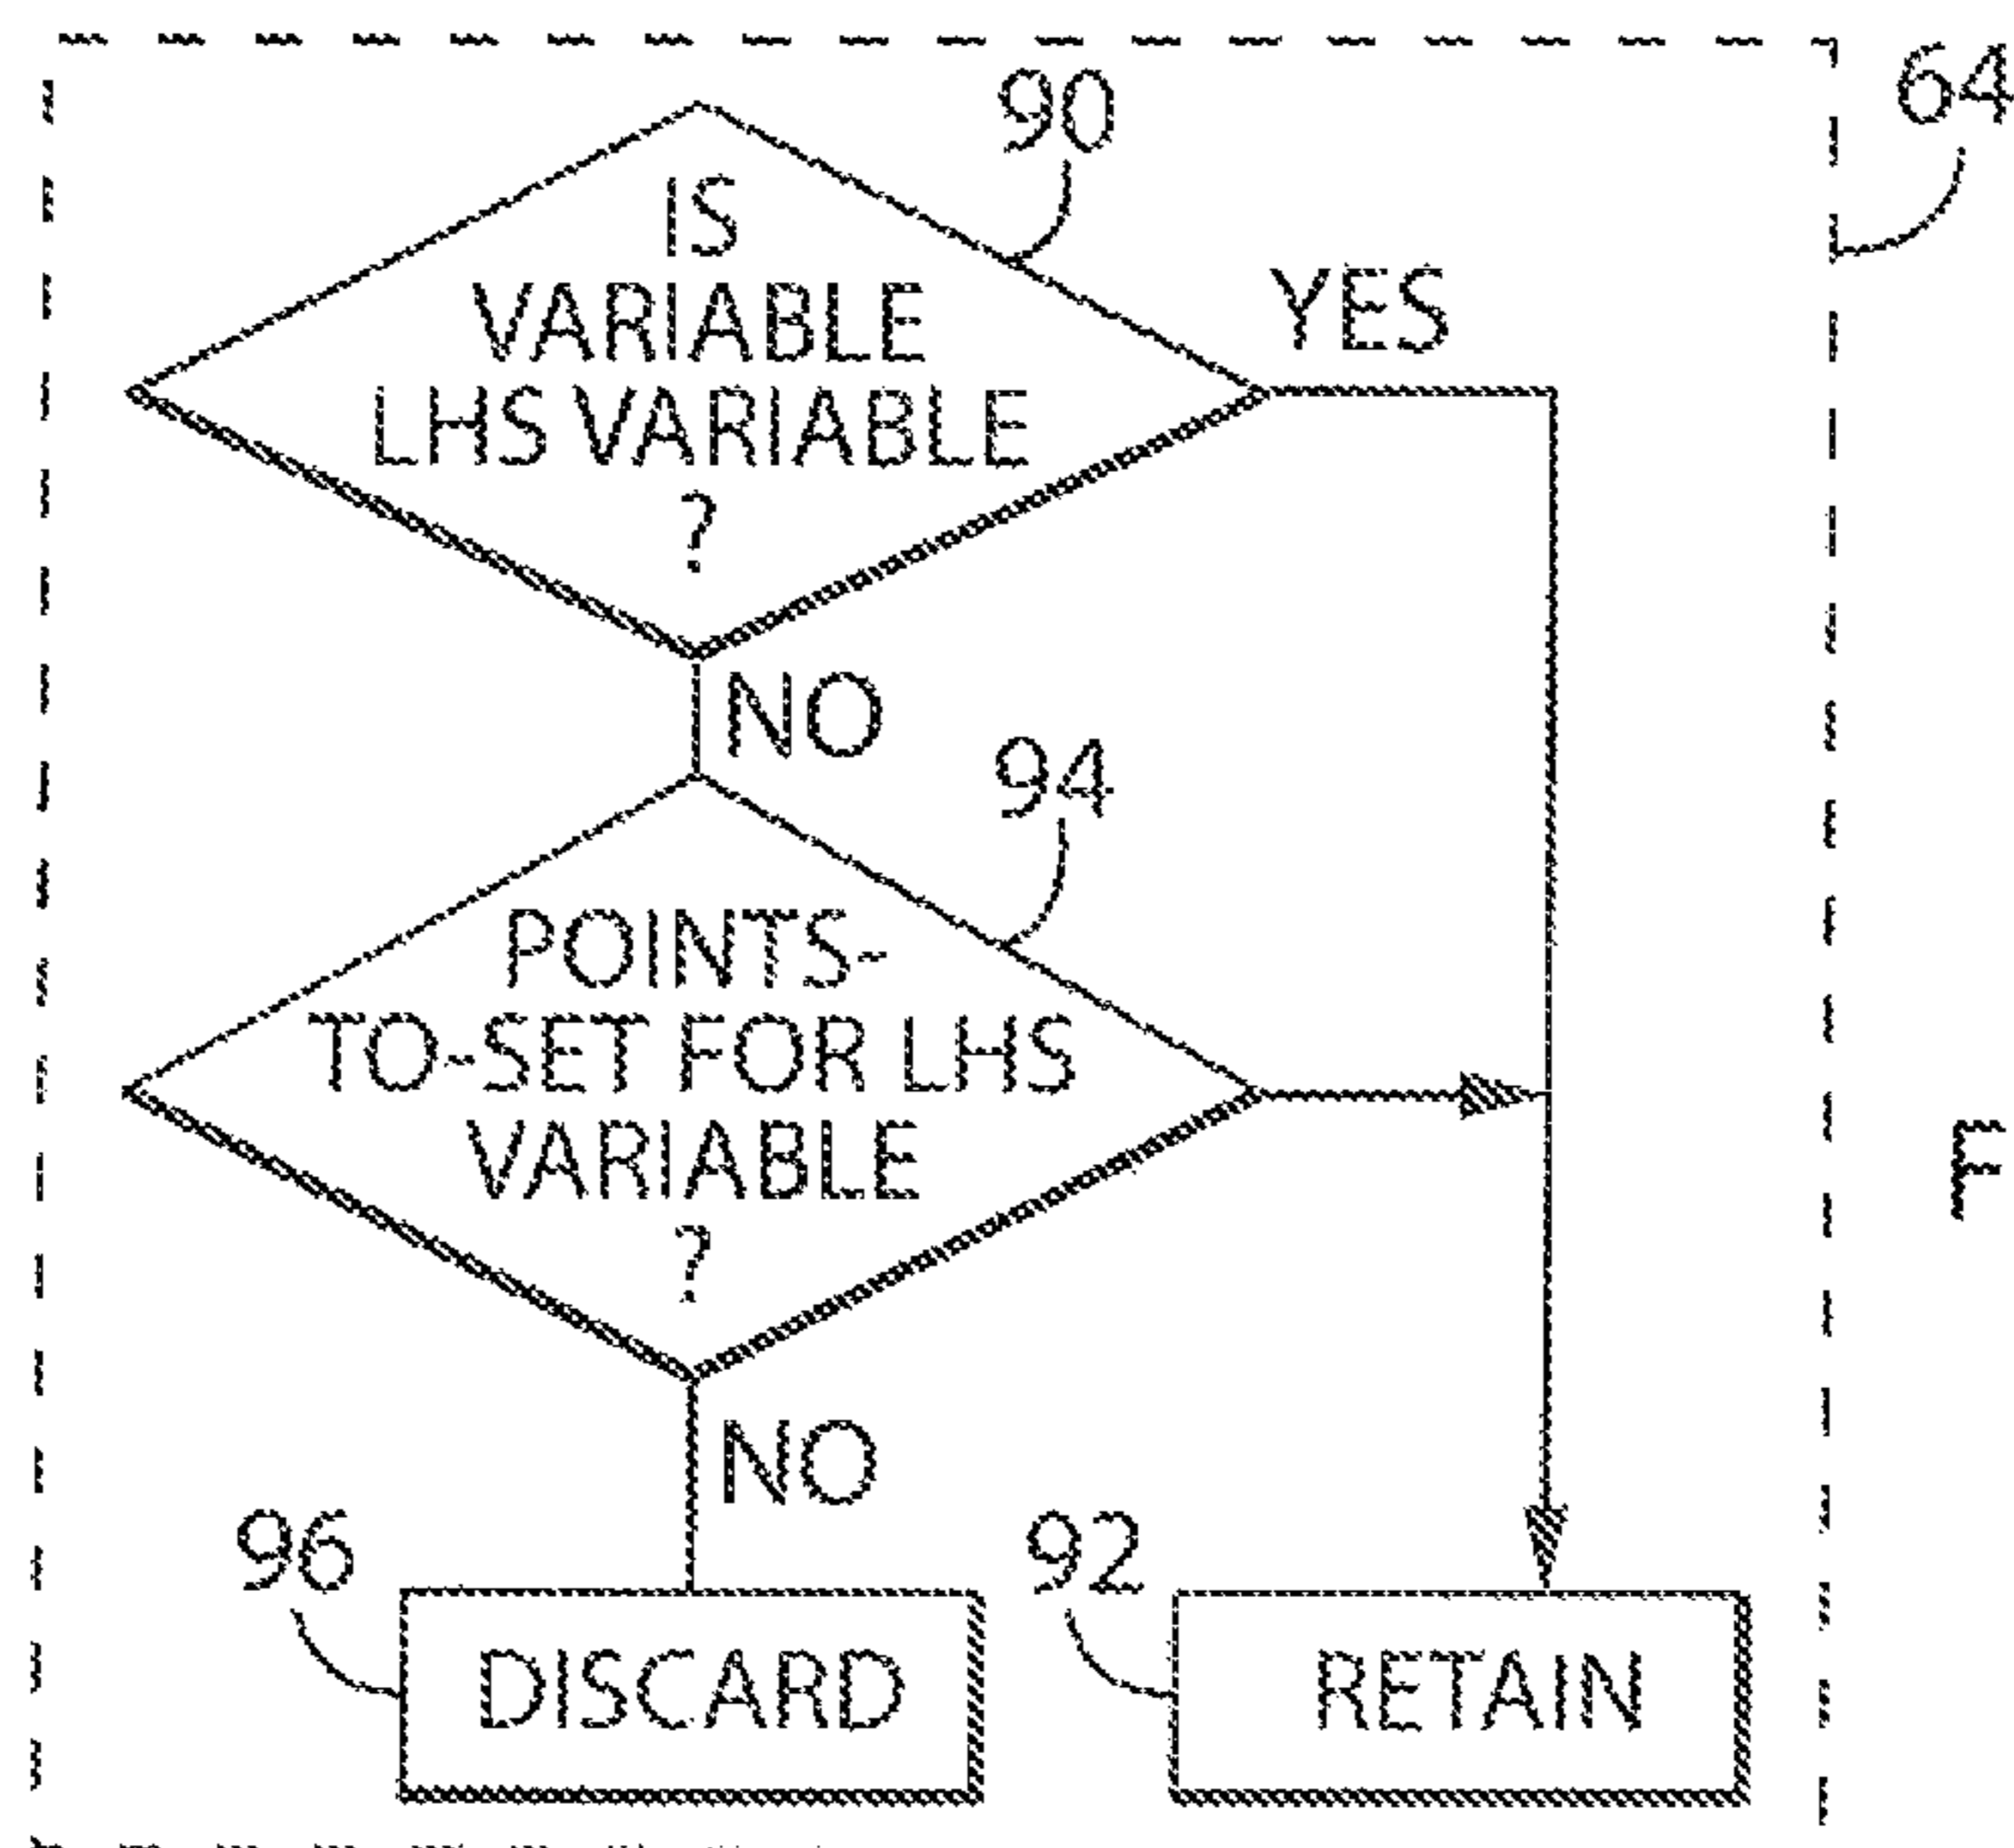 90
64
IS
VARIABLE
LHS VARIABLE
?
YES
NO
94
POINTS-
TO-SET FOR LHS
VARIABLE
?
F
NO
96
92
DISCARD
RETAIN